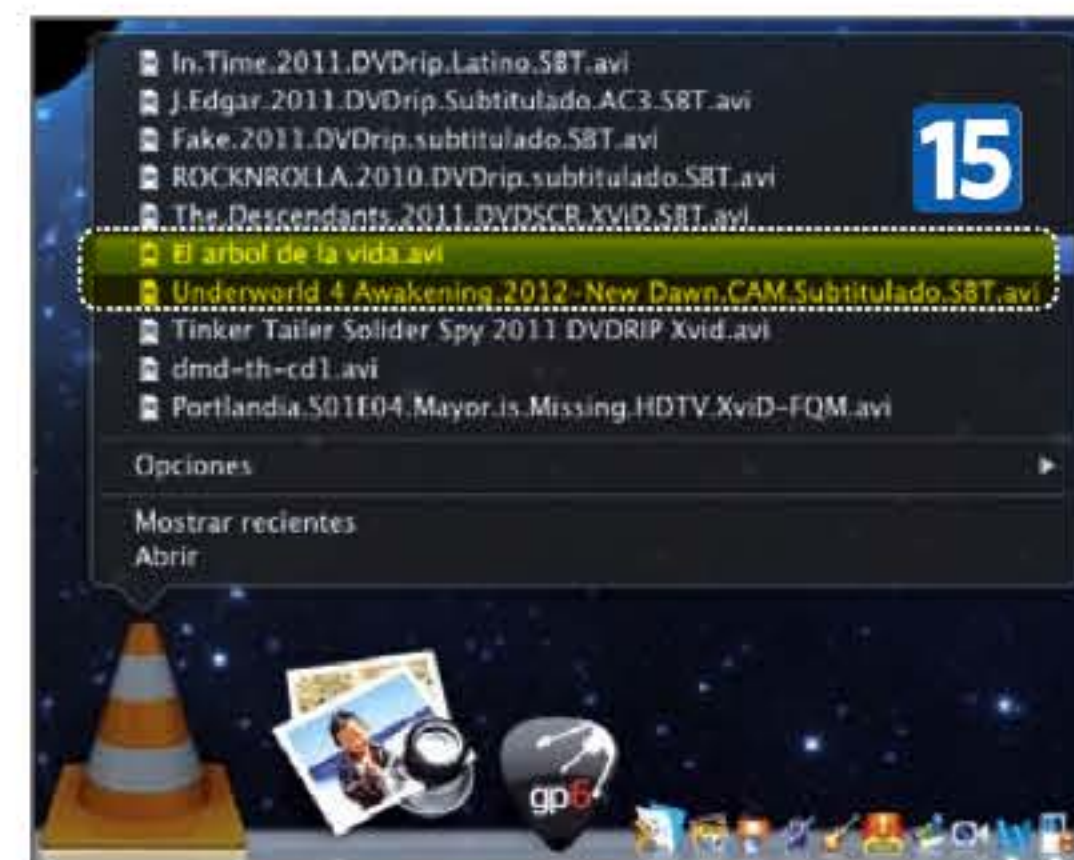 In.Time.2011.DVDrip.Latino.SBT.avi
J.Edgar.2011.DVDrip.Subtitulado.AC3.SBT.avi
Fake.2011.DVDrip.subtitulado.SBT.avi
ROCKNROLLA.2010.DVDrip.subtitulado.SBT.avi
15
The.Descendants.2011.DVDSCR.XViD.SBT.avi
El arbol de la vida.avi
Underworld 4 Awakening.2012-New Dawn.CAM.Subtitulado.SBT.avi
Tinker Tailer Solider Spy 2011 DVDRIP Xvid.avi
dmd-th-cd1.avi
Portlandia.S01E04.Mayor.is.Missing.HDTV.XviD-FQM.avi
Opciones
Mostrar recientes
Abrir
gp6